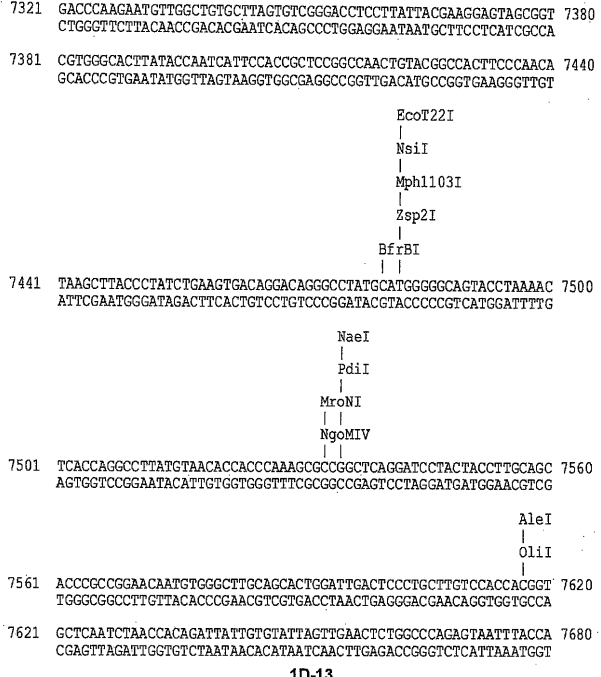 7321 GACCCAAGAATGTTGGCTGTGCTTAGTGTCGGGACCTCCTTATTACGAAGGAGTAGCGGT 7380
CTGGGTTCTTACAACCGACACGAATCACAGCCCTGGAGGAATAATGCTTCCTCATCGCCA
7381 CGTGGGCACTTATACCAATCATTCCACCGCTCCGGCCAACTGTACGGCCACTTCCCAACA 7440
GCACCCGTGAATATGGTTAGTAAGGTGGCGAGGCCGGTTGACATGCCGGTGAAGGGTTGT
EcoT22I
NsiI
Mph1103I
Zsp2I
BfrBI
7441 TAAGCTTACCCTATCTGAAGTGACAGGACAGGGCCTATGCATGGGGGCAGTACCTAAAAC 7500
ATTCGAATGGGATAGACTTCACTGTCCTGTCCCGGATACGTACCCCCGTCATGGATTTTG
NaeI
PdiI
MroNI
NgoMIV
7501 TCACCAGGCCTTATGTAACACCACCCAAAGCGCCGGCTCAGGATCCTACTACCTTGCAGC 7560
AGTGGTCCGGAATACATTGTGGTGGGTTTCGCGGCCGAGTCCTAGGATGATGGAACGTCG
AleI
OliI
7561 ACCCGCCGGAACAATGTGGGCTTGCAGCACTGGATTGACTCCCTGCTTGTCCACCACGGT 7620
TGGGCGGCCTTGTTACACCCGAACGTCGTGACCTAACTGAGGGACGAACAGGTGGTGCCA
7621 GCTCAATCTAACCACAGATTATTGTGTATTAGTTGAACTCTGGCCCAGAGTAATTTACCA 7680
CGAGTTAGATTGGTGTCTAATAACACATAATCAACTTGAGACCGGGTCTCATTAAATGGT
1D-13